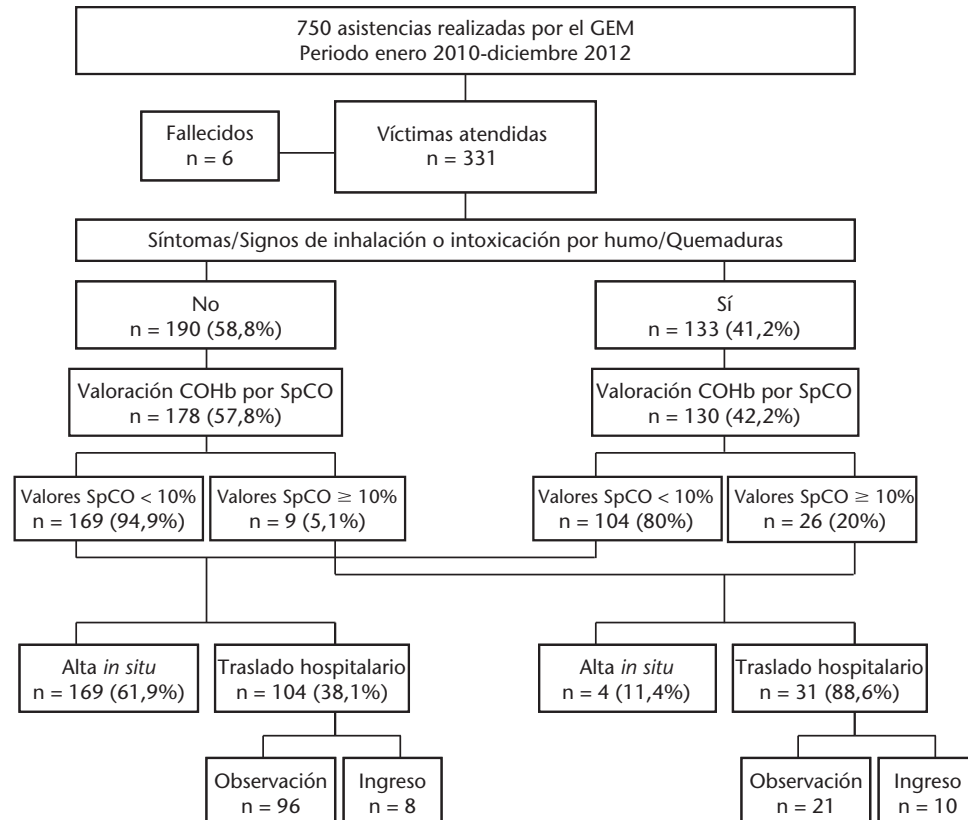 750 asistencias realizadas por el GEM
Periodo enero 2010-diciembre 2012
Fallecidos
n = 6
Víctimas atendidas
n = 331
Síntomas/Signos de inhalación o intoxicación por humo/Quemaduras
No
n = 190 (58,8%)
Sí
n = 133 (41,2%)
Valoración COHb por SpCO
n = 178 (57,8%)
Valoración COHb por SpCO
n = 130 (42,2%)
Valores SpCO < 10%
n = 169 (94,9%)
Valores SpCO ≥ 10%
n = 9 (5,1%)
Valores SpCO < 10%
n = 104 (80%)
Valores SpCO ≥ 10%
n = 26 (20%)
Alta in situ
n = 169 (61,9%)
Traslado hospitalario
n = 104 (38,1%)
Alta in situ
n = 4 (11,4%)
Traslado hospitalario
n = 31 (88,6%)
Observación
n = 96
Ingreso
n = 8
Observación
n = 21
Ingreso
n = 10